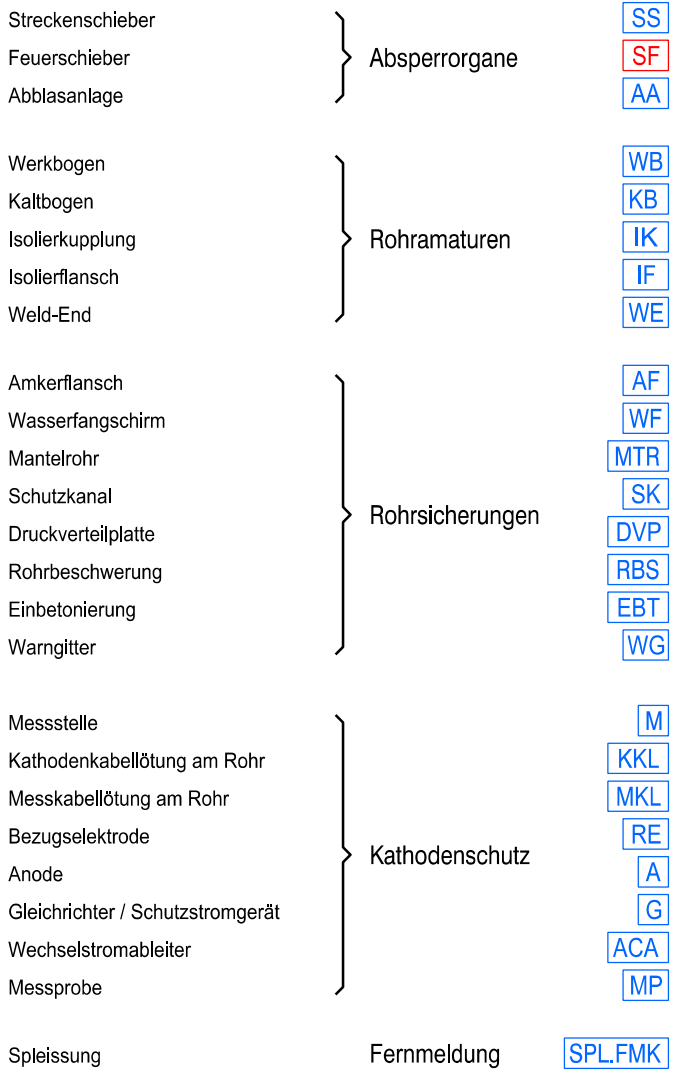 Streckenschieber SS
Feuerschieber Absperrorgane SF
Abblasanlage AA
Werkbogen WB
Kaltbogen KB
Isolierkupplung Rohramaturen IK
Isolierflansch IF
Weld-End WE
Amkerflansch AF
Wasserfangschirm WF
Mantelrohr MTR
Schutzkanal SK
Rohrsicherungen
Druckverteilplatte DVP
Rohrbeschwerung RBS
Einbetonierung EBT
Warngitter WG
Messstelle M
Kathodenkabellötung am Rohr KKL
Messkabellötung am Rohr MKL
Bezugselektrode RE
Kathodenschutz
Anode A
Gleichrichter / Schutzstromgerät G
Wechselstromableiter ACA
Messprobe MP
Spleissung Fernmeldung SPL.FMK